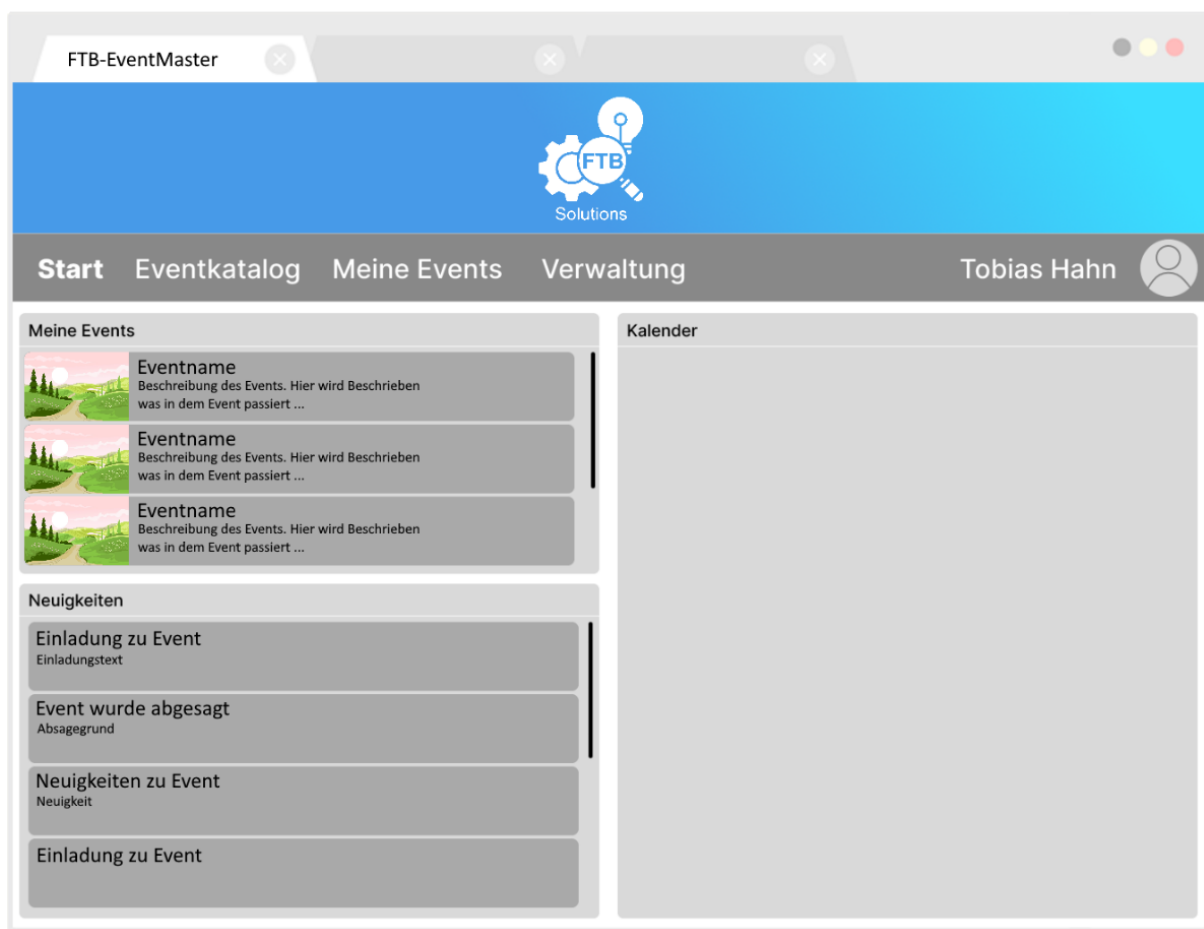 FTB-EventMaster
FTB
Solutions
Start Eventkatalog Meine Events Verwaltung Tobias Hahn
Meine Events
Eventname
Beschreibung des Events. Hier wird Beschrieben
was in dem Event passiert ...
Eventname
Beschreibung des Events. Hier wird Beschrieben
was in dem Event passiert ...
Eventname
Beschreibung des Events. Hier wird Beschrieben
was in dem Event passiert ...
Neuigkeiten
Einladung zu Event
Einladungstext
Event wurde abgesagt
Absagegrund
Neuigkeiten zu Event
Neuigkeit
Einladung zu Event
Kalender